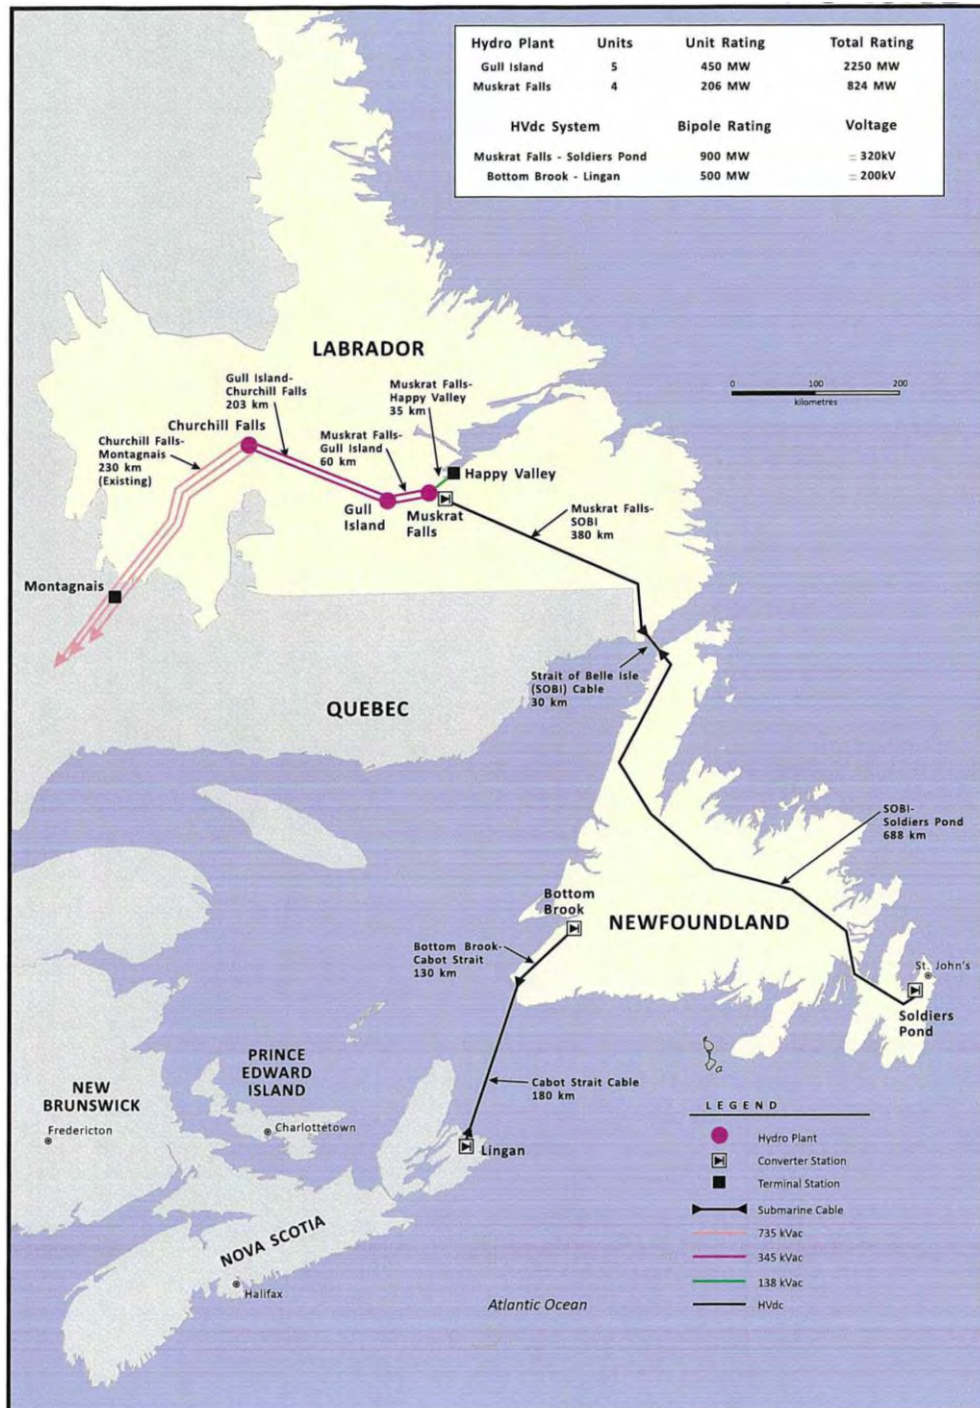 Hydro Plant Units Unit Rating Total Rating
Gull Island 5 450 MW 2250 MW
Muskrat Falls 4 206 MW 824 MW
HVdc System Bipole Rating Voltage
Muskrat Falls - Soldiers Pond 900 MW 320kV
Bottom Brook - Lingan 500 MW 200kV
LABRADOR
0 100 200
kilometres
Gull Island-
Churchill Falls
203 km
Muskrat Falls-
Happy Valley
35 km
Churchill Falls
Muskrat Falls-
Gull Island
60 km
Churchill Falls-
Montagnais
230 km
(Existing)
Happy Valley
Gull
Island
Muskrat
Falls
Muskrat Falls-
SOBI
380 km
Montagnais
Strait of Belle Isle
(SOBI) Cable
30 km
QUEBEC
SOBI-
Soldiers Pond
688 km
Bottom
Brook
NEWFOUNDLAND
Bottom Brook-
Cabot Strait
130 km
St. John's
Soldiers
Pond
PRINCE
EDWARD
ISLAND
NEW
BRUNSWICK
Cabot Strait Cable
180 km
Fredericton
Charlottetown
Lingan
NOVA SCOTIA
Halifax
Atlantic Ocean
LEGEND
Hydro Plant
Converter Station
Terminal Station
Submarine Cable
735 kVac
345 kVac
138 kVac
HVdc